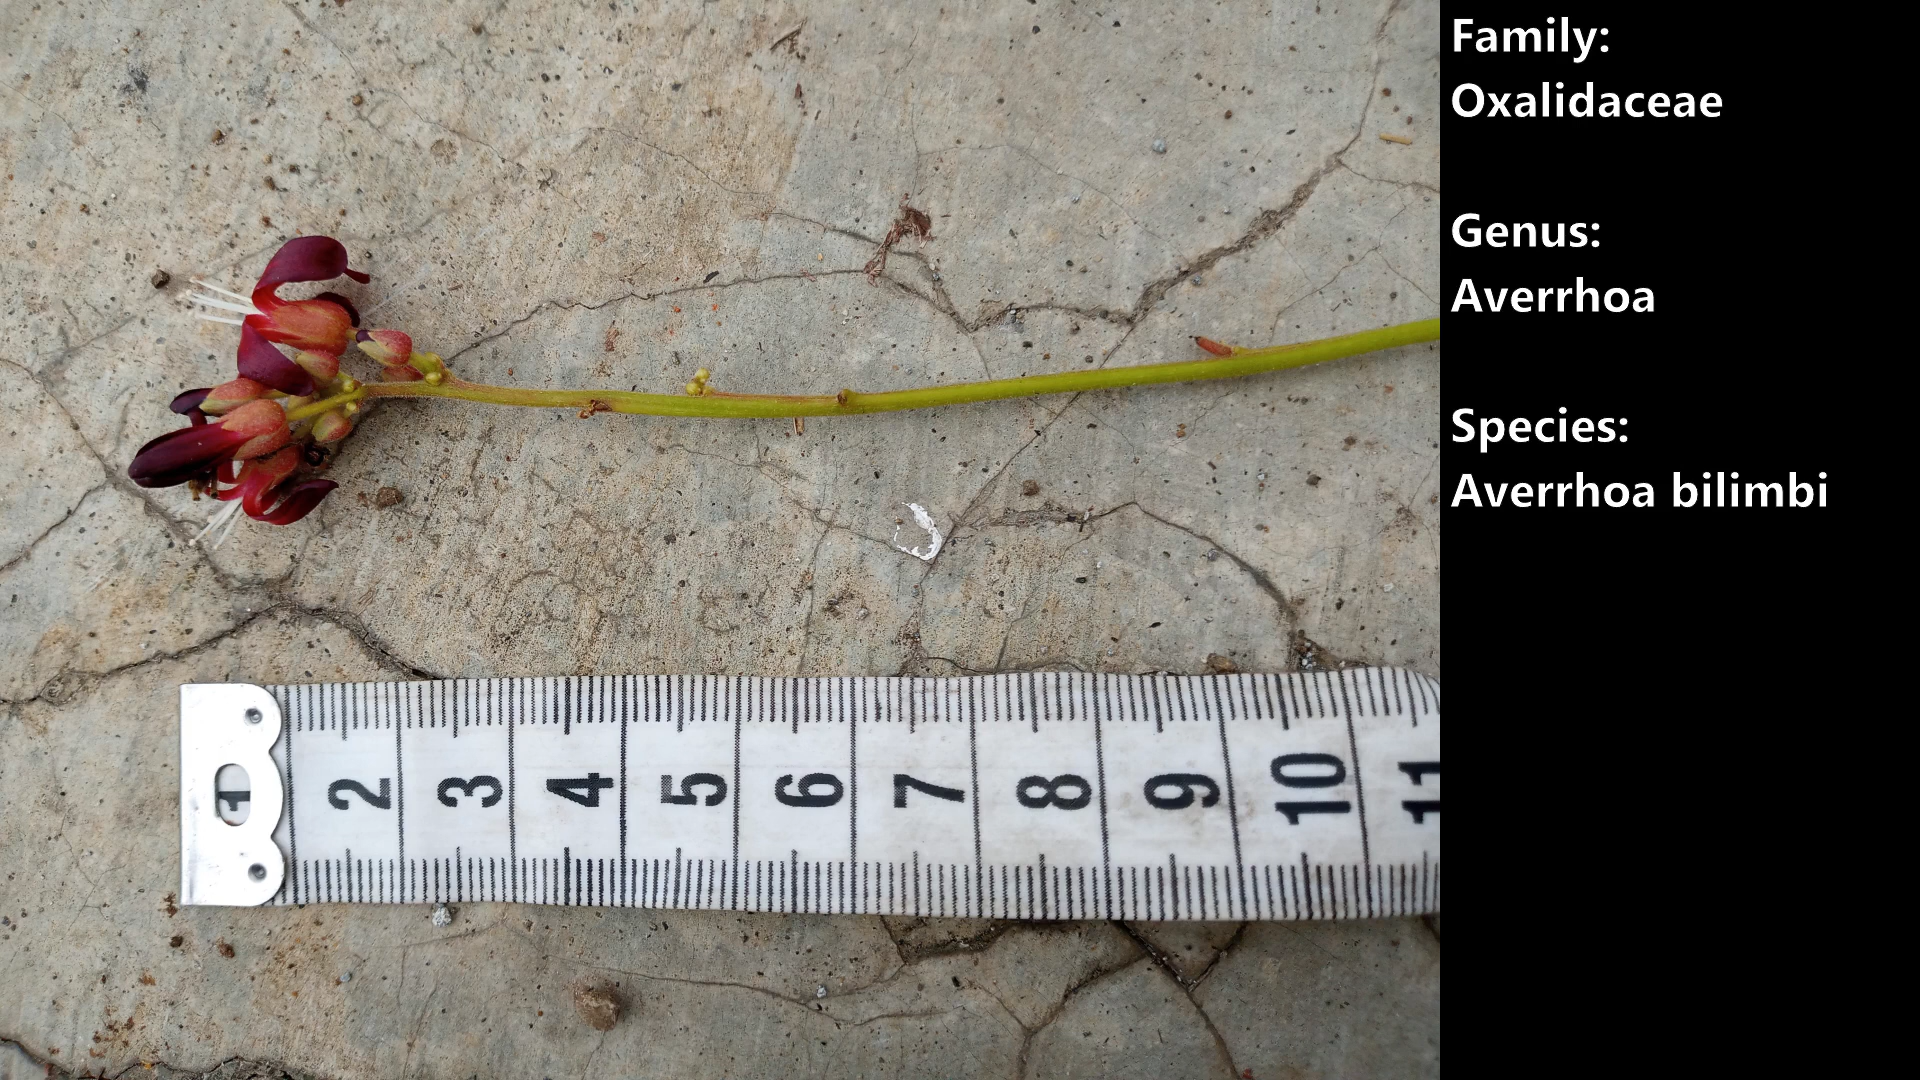 Family:
Oxalidaceae
Genus:
Averrhoa
Species:
Averrhoa bilimbi
1 2 3 4 5 6 7 8 9 10 11